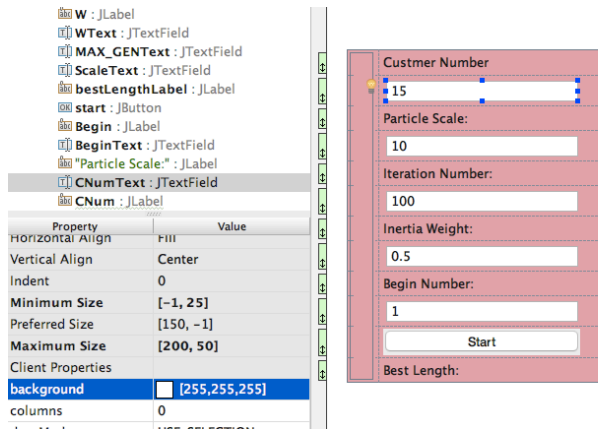 W : JLabel
WText : JTextField
MAX_GENText : JTextField
ScaleText : JTextField
bestLengthLabel : JLabel
start : JButton
Begin : JLabel
BeginText : JTextField
"Particle Scale:" : JLabel
CNumText : JTextField
CNum : JLabel
Property Value
Horizontal Align Fill
Vertical Align Center
Indent 0
Minimum Size [-1, 25]
Preferred Size [150, -1]
Maximum Size [200, 50]
Client Properties
background [255,255,255]
columns 0
Custmer Number
15
Particle Scale:
10
Iteration Number:
100
Inertia Weight:
0.5
Begin Number:
1
Start
Best Length: